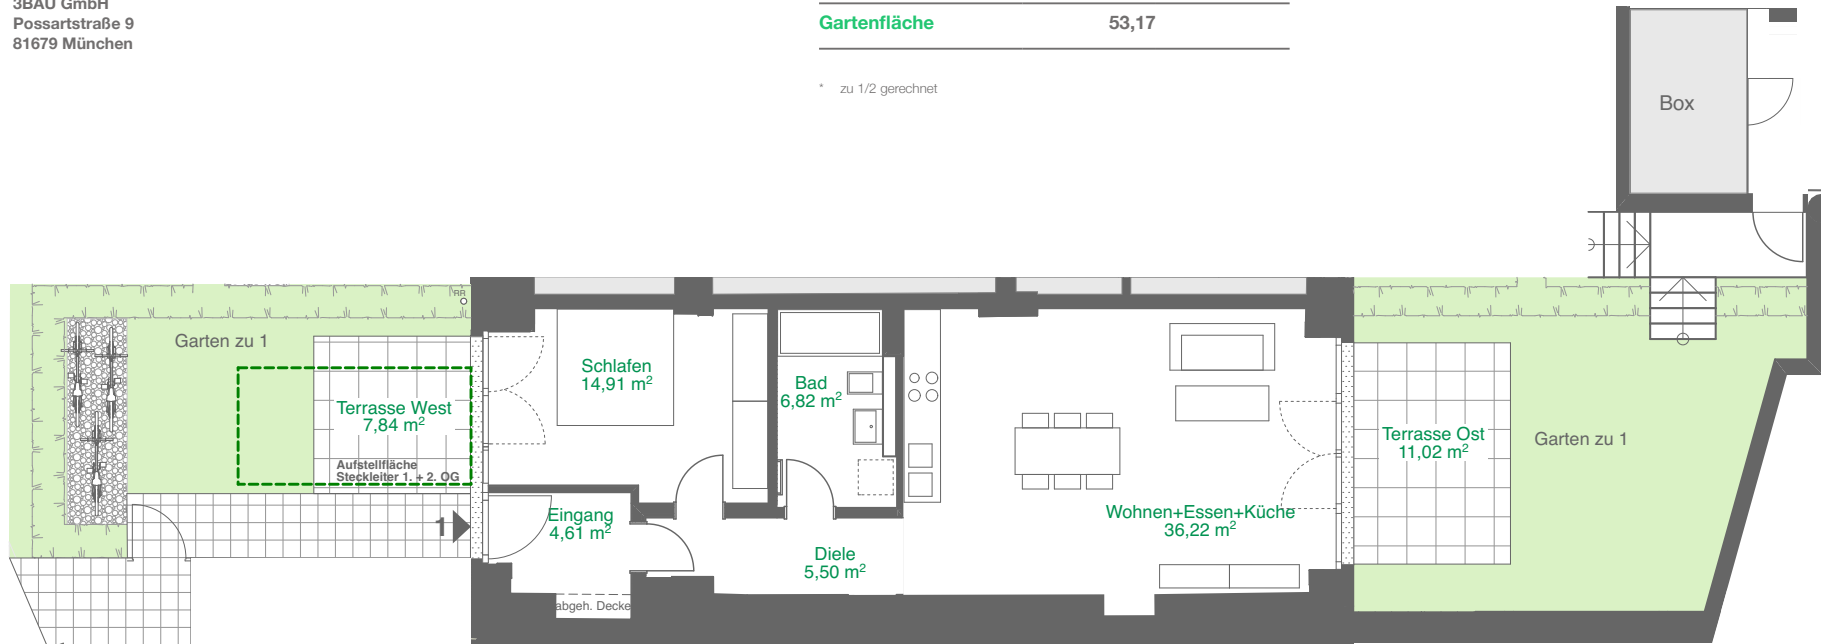 3BAU GmbH
Possartstraße 9
81679 München
Gartenfläche 53,17
* zu 1/2 gerechnet
Box
RR
Garten zu 1
Terrasse West
7,84 m²
Aufstellfläche
Steckleiter 1. + 2. OG
1
Schlafen
14,91 m²
Bad
6,82 m²
Eingang
4,61 m²
Diele
5,50 m²
abgeh. Decke
Wohnen+Essen+Küche
36,22 m²
Terrasse Ost
11,02 m²
Garten zu 1